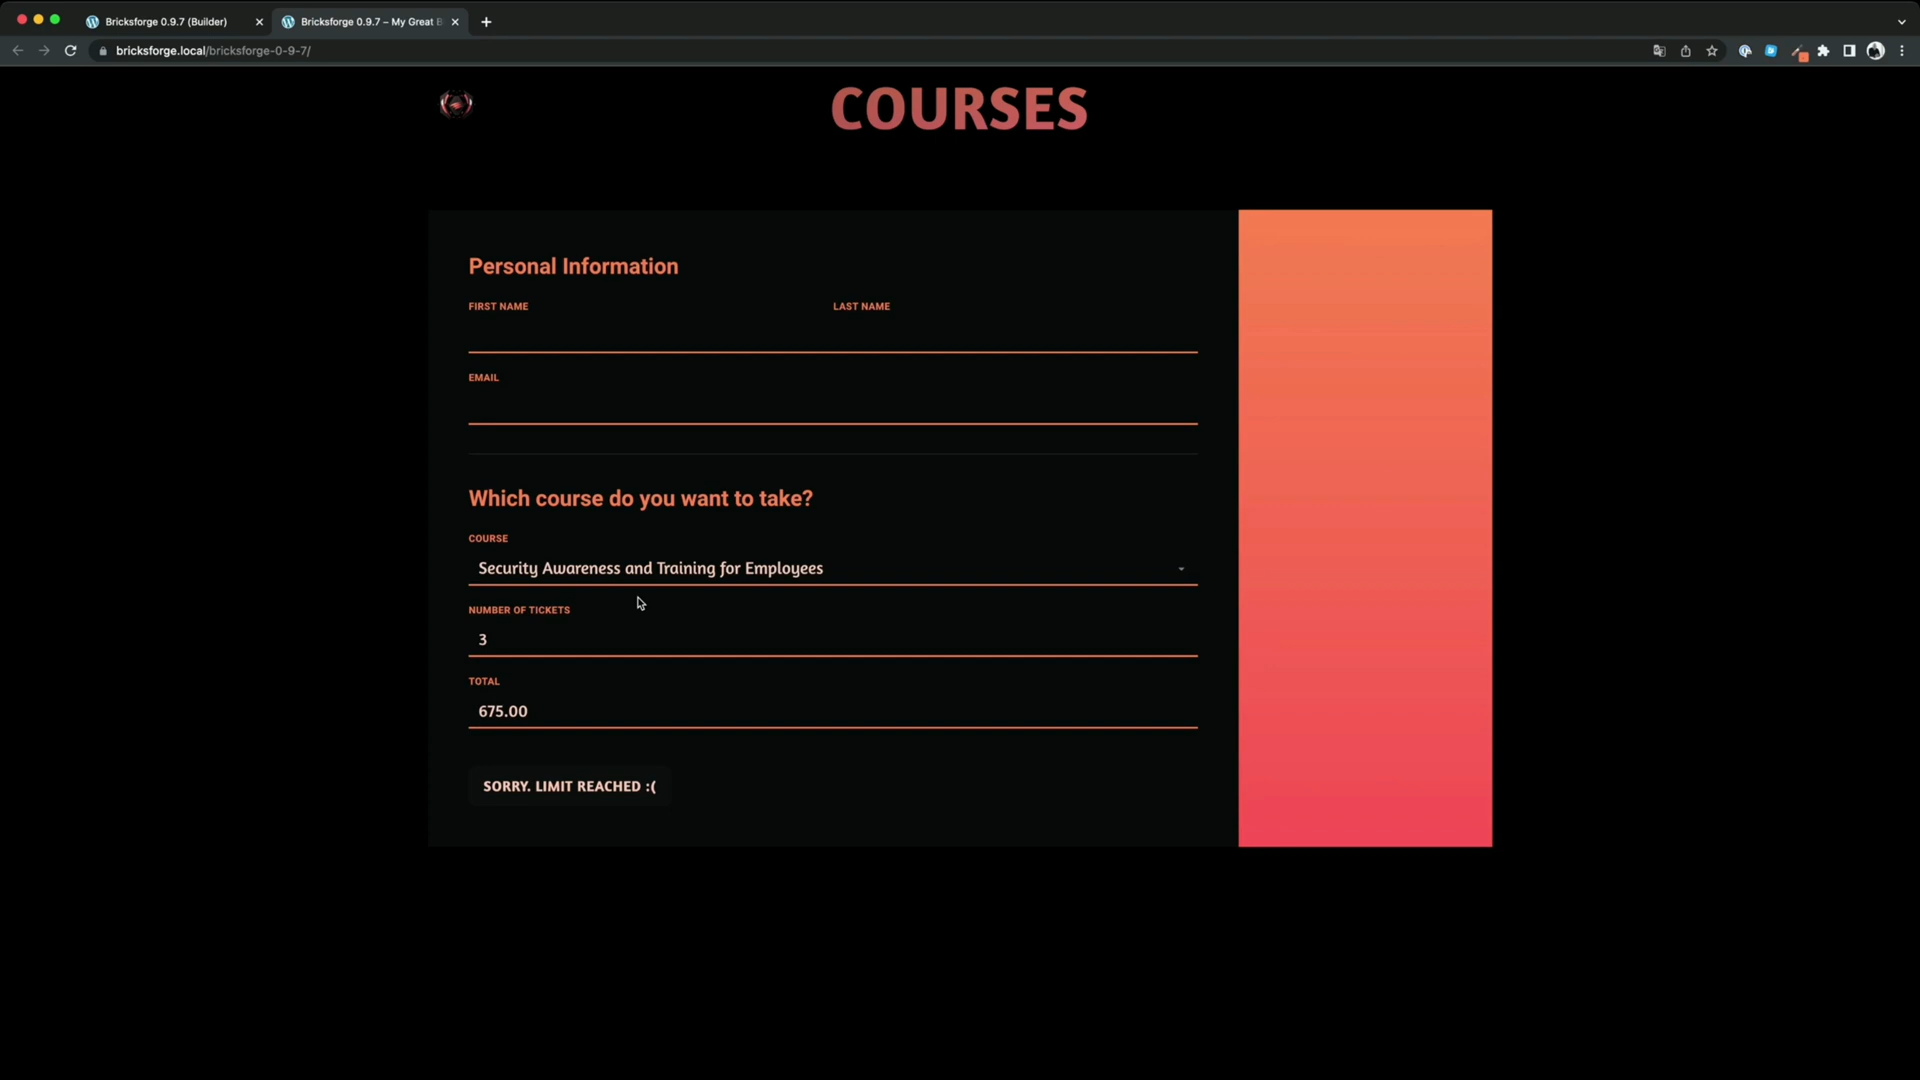 Bricksforge 0.9.7 (Builder)
Bricksforge 0.9.7 – My Great B
bricksforge.local/bricksforge-0-9-7/
COURSES
Personal Information
FIRST NAME
LAST NAME
EMAIL
Which course do you want to take?
COURSE
Security Awareness and Training for Employees
NUMBER OF TICKETS
3
TOTAL
675.00
SORRY. LIMIT REACHED :(